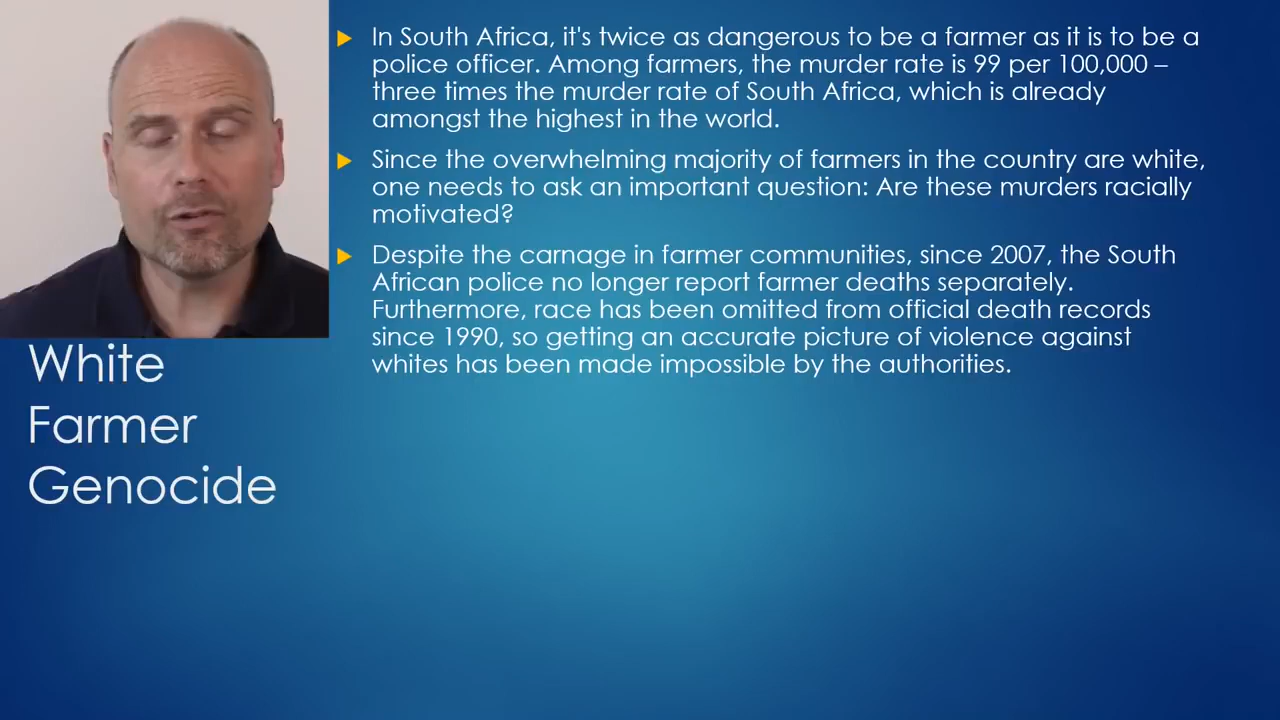 In South Africa, it's twice as dangerous to be a farmer as it is to be a
police officer. Among farmers, the murder rate is 99 per 100,000 –
three times the murder rate of South Africa, which is already
amongst the highest in the world.
Since the overwhelming majority of farmers in the country are white,
one needs to ask an important question: Are these murders racially
motivated?
Despite the carnage in farmer communities, since 2007, the South
African police no longer report farmer deaths separately.
Furthermore, race has been omitted from official death records
since 1990, so getting an accurate picture of violence against
whites has been made impossible by the authorities.
White
Farmer
Genocide